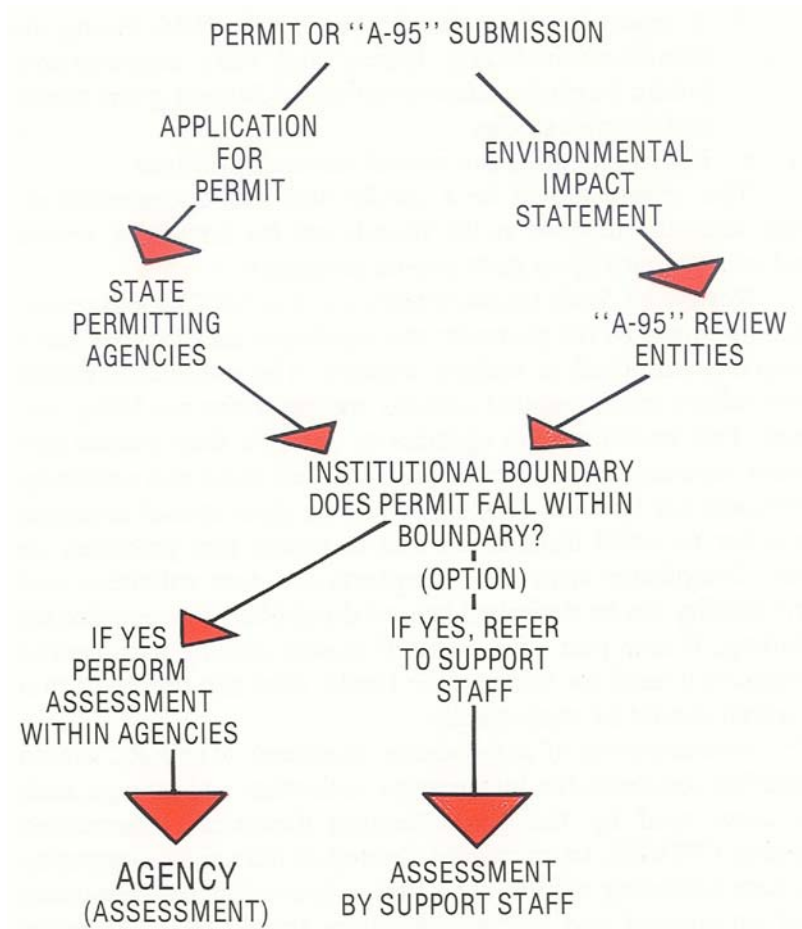 PERMIT OR ''A-95'' SUBMISSION
APPLICATION
FOR
PERMIT
ENVIRONMENTAL
IMPACT
STATEMENT
STATE
PERMITTING
AGENCIES
''A-95'' REVIEW
ENTITIES
INSTITUTIONAL BOUNDARY
DOES PERMIT FALL WITHIN
BOUNDARY?
(OPTION)
IF YES
PERFORM
ASSESSMENT
WITHIN AGENCIES
IF YES, REFER
TO SUPPORT
STAFF
AGENCY
(ASSESSMENT)
ASSESSMENT
BY SUPPORT STAFF